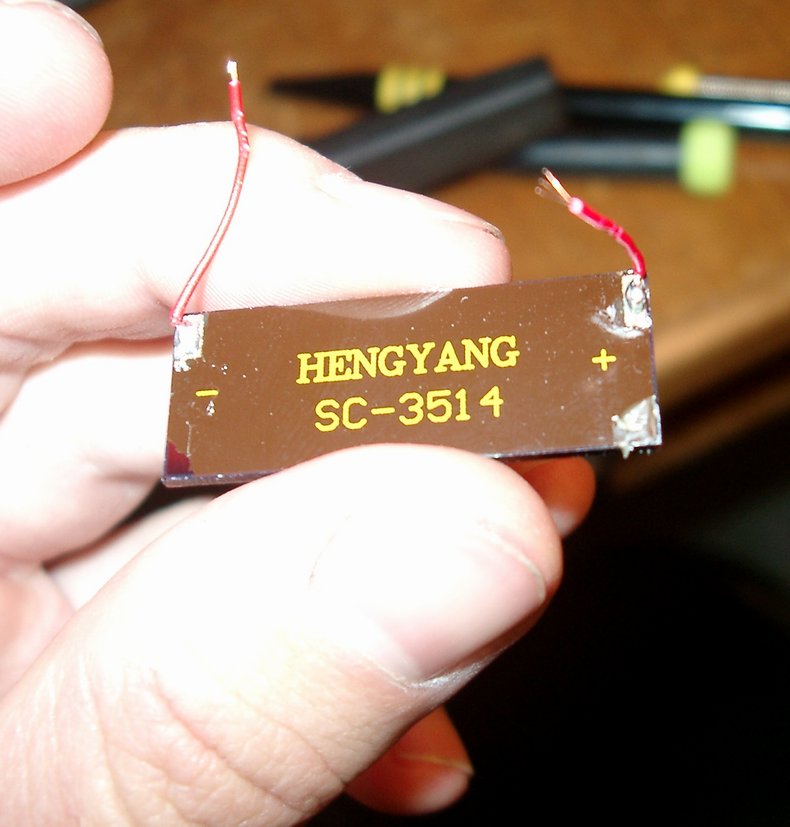 HENGYANG
- +
SC-3514